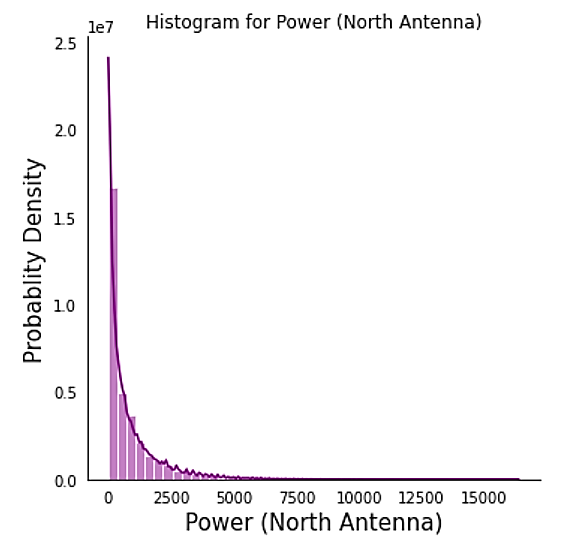 Histogram for Power (North Antenna)
1e7
2.5
2.0
1.5
1.0
0.5
0.0
Probablity Density
0 2500 5000 7500 10000 12500 15000
Power (North Antenna)